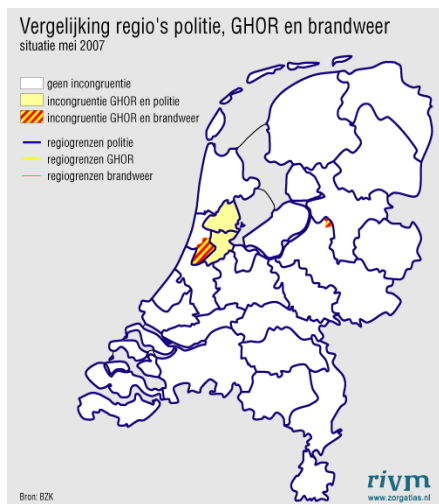 Vergelijking regio's politie, GHOR en brandweer
situatie mei 2007
geen incongruentie
incongruentie GHOR en politie
incongruentie GHOR en brandweer
regiogrenzen politie
regiogrenzen GHOR
regiogrenzen brandweer
Bron: BZK
rivm
www.zorgatlas.nl